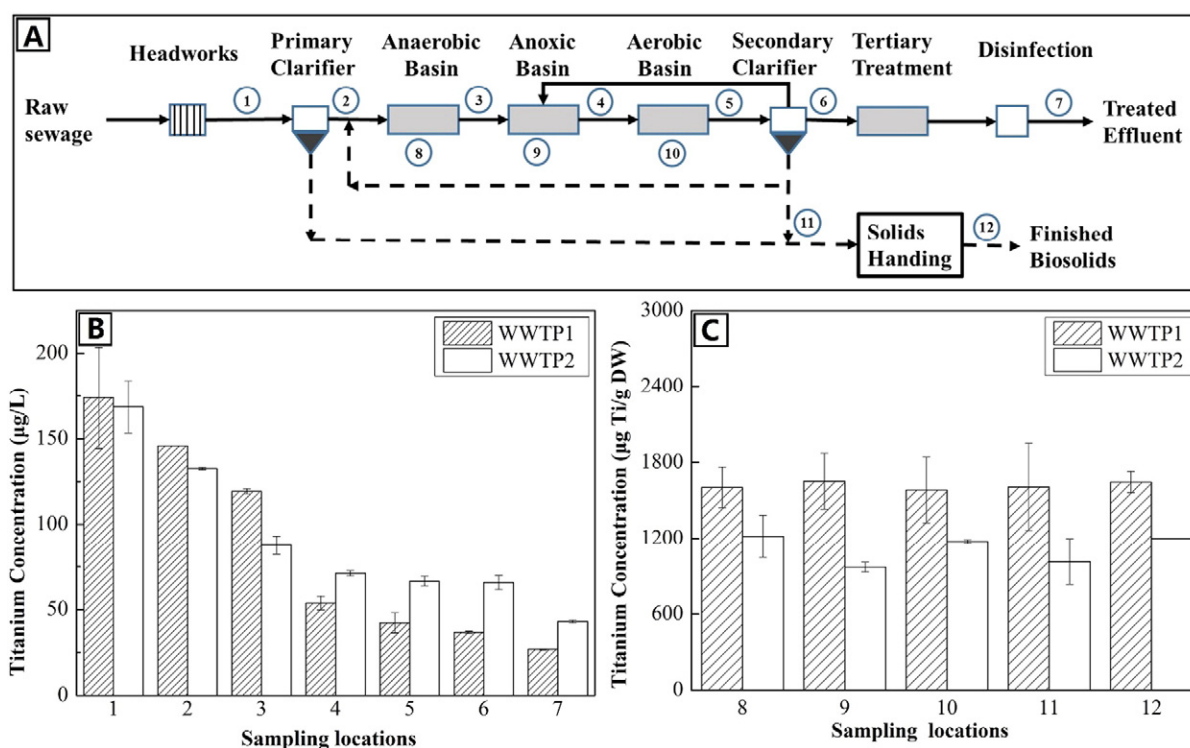 A
Headworks
Primary
Clarifier
Anaerobic
Basin
Anoxic
Basin
Aerobic
Basin
Secondary
Clarifier
Tertiary
Treatment
Disinfection
Raw
sewage
1
2
3
4
5
6
7
Treated
Effluent
8
9
10
11
Solids
Handing
12
Finished
Biosolids
B
WWTP1
WWTP2
Titanium Concentration (µg/L)
200
150
100
50
0
1 2 3 4 5 6 7
Sampling locations
C
WWTP1
WWTP2
Titanium Concentration (µg Ti/g DW)
3000
2400
1800
1200
600
0
8 9 10 11 12
Sampling locations